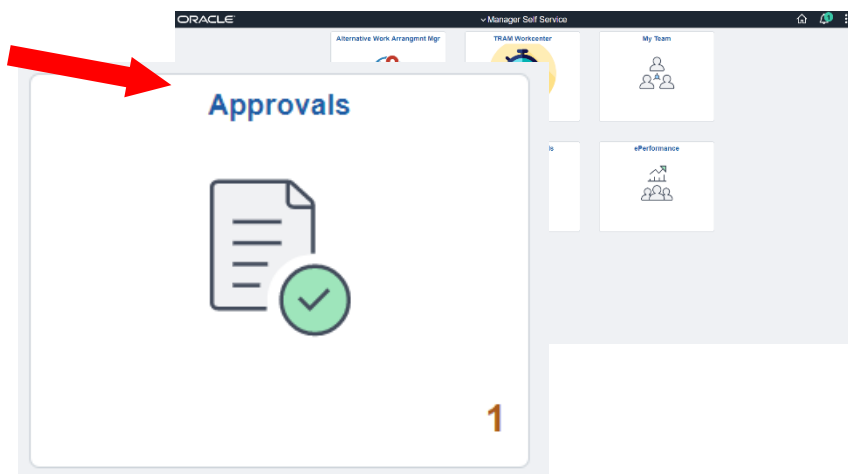 ORACLE
Manager Self Service
Alternative Work Arrangmnt Mgr
TRAM Workcenter
My Team
Approvals
ePerformance
1